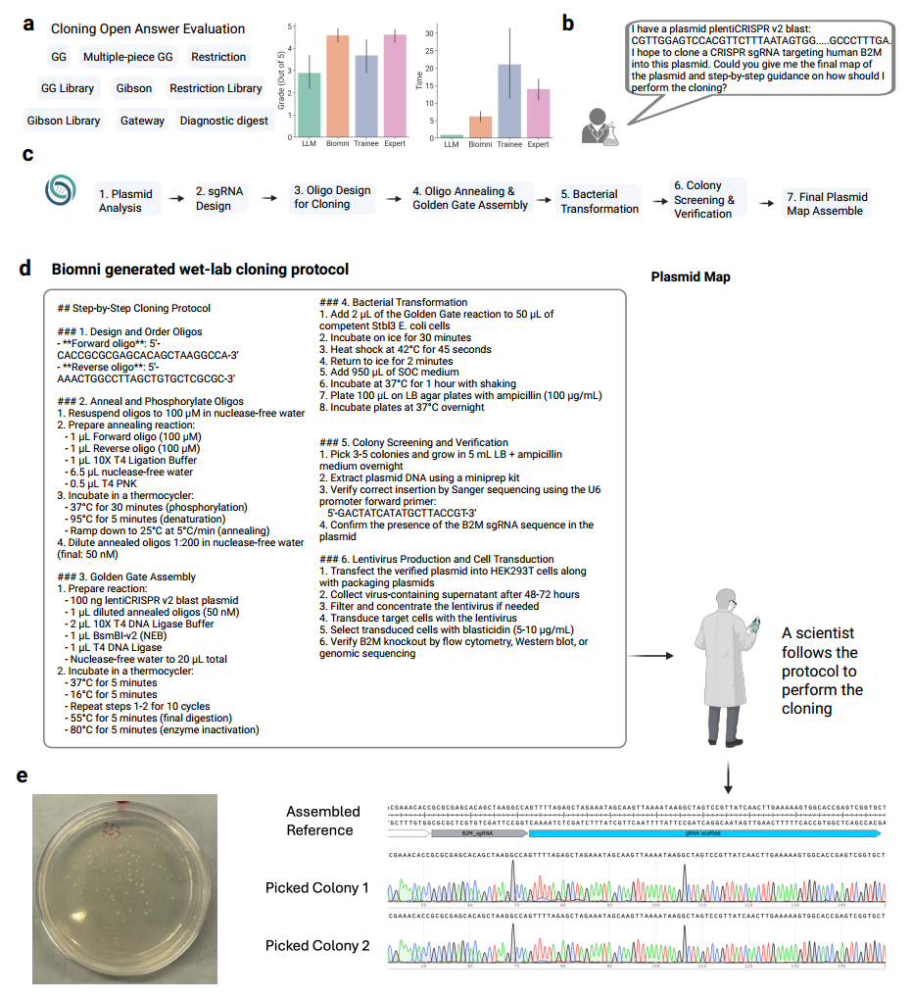 a
Cloning Open Answer Evaluation
GG Multiple-piece GG Restriction
GG Library Gibson Restriction Library
Gibson Library Gateway Diagnostic digest
Grade (Out of 5)
5
4
3
2
1
0
LLM Biomni Trainee Expert
Time
30
25
20
15
10
5
0
LLM Biomni Trainee Expert
b
I have a plasmid plentiCRISPR v2 blast:
CGTTGGAGTCCACGTTCTTTAATAGTGG.....GCCCTTTGA.
I hope to clone a CRISPR sgRNA targeting human B2M
into this plasmid. Could you give me the final map of
the plasmid and step-by-step guidance on how should I
perform the cloning?
c
1. Plasmid
Analysis
2. sgRNA
Design
3. Oligo Design
for Cloning
4. Oligo Annealing &
Golden Gate Assembly
5. Bacterial
Transformation
6. Colony
Screening &
Verification
7. Final Plasmid
Map Assemble
d
Biomni generated wet-lab cloning protocol
Plasmid Map
## Step-by-Step Cloning Protocol
### 1. Design and Order Oligos
- **Forward oligo**: 5'-
CACCGCGCGAGCACAGCTAAGGCCA-3'
- **Reverse oligo**: 5'-
AAACTGGCCTTAGCTGTGCTCGCGC-3'
### 2. Anneal and Phosphorylate Oligos
1. Resuspend oligos to 100 μM in nuclease-free water
2. Prepare annealing reaction:
- 1 μL Forward oligo (100 μM)
- 1 μL Reverse oligo (100 μM)
- 1 μL 10X T4 Ligation Buffer
- 6.5 μL nuclease-free water
- 0.5 μL T4 PNK
3. Incubate in a thermocycler:
- 37°C for 30 minutes (phosphorylation)
- 95°C for 5 minutes (denaturation)
- Ramp down to 25°C at 5°C/min (annealing)
4. Dilute annealed oligos 1:200 in nuclease-free water
(final: 50 nM)
### 3. Golden Gate Assembly
1. Prepare reaction:
- 100 ng lentiCRISPR v2 blast plasmid
- 1 μL diluted annealed oligos (50 nM)
- 2 μL 10X T4 DNA Ligase Buffer
- 1 μL BsmBI-v2 (NEB)
- 1 μL T4 DNA Ligase
- Nuclease-free water to 20 μL total
2. Incubate in a thermocycler:
- 37°C for 5 minutes
- 16°C for 5 minutes
- Repeat steps 1-2 for 10 cycles
- 55°C for 5 minutes (final digestion)
- 80°C for 5 minutes (enzyme inactivation)
### 4. Bacterial Transformation
1. Add 2 μL of the Golden Gate reaction to 50 μL of
competent Stbl3 E. coli cells
2. Incubate on ice for 30 minutes
3. Heat shock at 42°C for 45 seconds
4. Return to ice for 2 minutes
5. Add 950 μL of SOC medium
6. Incubate at 37°C for 1 hour with shaking
7. Plate 100 μL on LB agar plates with ampicillin (100 μg/mL)
8. Incubate plates at 37°C overnight
### 5. Colony Screening and Verification
1. Pick 3-5 colonies and grow in 5 mL LB + ampicillin
medium overnight
2. Extract plasmid DNA using a miniprep kit
3. Verify correct insertion by Sanger sequencing using the U6
promoter forward primer:
5'-GACTATCATATGCTTACCGT-3'
4. Confirm the presence of the B2M sgRNA sequence in the
plasmid
### 6. Lentivirus Production and Cell Transduction
1. Transfect the verified plasmid into HEK293T cells along
with packaging plasmids
2. Collect virus-containing supernatant after 48-72 hours
3. Filter and concentrate the lentivirus if needed
4. Transduce target cells with the lentivirus
5. Select transduced cells with blasticidin (5-10 μg/mL)
6. Verify B2M knockout by flow cytometry, Western blot, or
genomic sequencing
A scientist
follows the
protocol to
perform the
cloning
e
Assembled
Reference
B2M_sgRNA gRNA scaffold
CGAAACACCGCGCGAGCACAGCTAAGGCCAGTTTTAGAGCTAGAAATAGCAAGTTAAAATAAGGCTAGTCCGTTATCAACTTGAAAAAGTGGCACCGAGTCGGTGCT
Picked Colony 1
CGAAACACCGCGCGAGCACAGCTAAGGCCAGTTTTAGAGCTAGAAATAGCAAGTTAAAATAAGGCTAGTCCGTTATCAACTTGAAAAAGTGGCACCGAGTCGGTGCT
Picked Colony 2